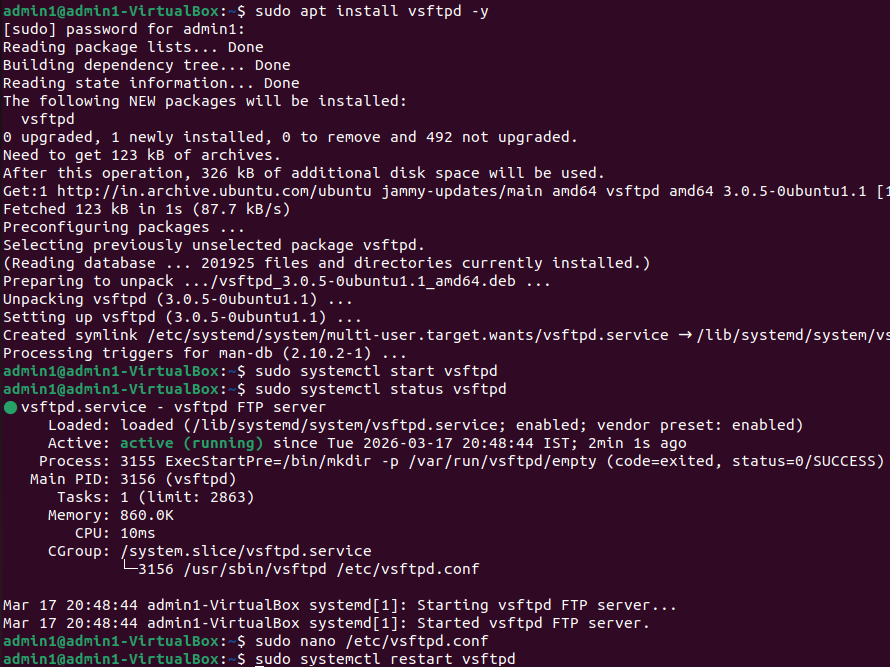 admin1@admin1-VirtualBox:~$ sudo apt install vsftpd -y
[sudo] password for admin1:
Reading package lists... Done
Building dependency tree... Done
Reading state information... Done
The following NEW packages will be installed:
  vsftpd
0 upgraded, 1 newly installed, 0 to remove and 492 not upgraded.
Need to get 123 kB of archives.
After this operation, 326 kB of additional disk space will be used.
Get:1 http://in.archive.ubuntu.com/ubuntu jammy-updates/main amd64 vsftpd amd64 3.0.5-0ubuntu1.1 [1
Fetched 123 kB in 1s (87.7 kB/s)
Preconfiguring packages ...
Selecting previously unselected package vsftpd.
(Reading database ... 201925 files and directories currently installed.)
Preparing to unpack .../vsftpd_3.0.5-0ubuntu1.1_amd64.deb ...
Unpacking vsftpd (3.0.5-0ubuntu1.1) ...
Setting up vsftpd (3.0.5-0ubuntu1.1) ...
Created symlink /etc/systemd/system/multi-user.target.wants/vsftpd.service → /lib/systemd/system/vs
Processing triggers for man-db (2.10.2-1) ...
admin1@admin1-VirtualBox:~$ sudo systemctl start vsftpd
admin1@admin1-VirtualBox:~$ sudo systemctl status vsftpd
● vsftpd.service - vsftpd FTP server
     Loaded: loaded (/lib/systemd/system/vsftpd.service; enabled; vendor preset: enabled)
     Active: active (running) since Tue 2026-03-17 20:48:44 IST; 2min 1s ago
    Process: 3155 ExecStartPre=/bin/mkdir -p /var/run/vsftpd/empty (code=exited, status=0/SUCCESS)
   Main PID: 3156 (vsftpd)
      Tasks: 1 (limit: 2863)
     Memory: 860.0K
        CPU: 10ms
     CGroup: /system.slice/vsftpd.service
             └─3156 /usr/sbin/vsftpd /etc/vsftpd.conf

Mar 17 20:48:44 admin1-VirtualBox systemd[1]: Starting vsftpd FTP server...
Mar 17 20:48:44 admin1-VirtualBox systemd[1]: Started vsftpd FTP server.
admin1@admin1-VirtualBox:~$ sudo nano /etc/vsftpd.conf
admin1@admin1-VirtualBox:~$ sudo systemctl restart vsftpd